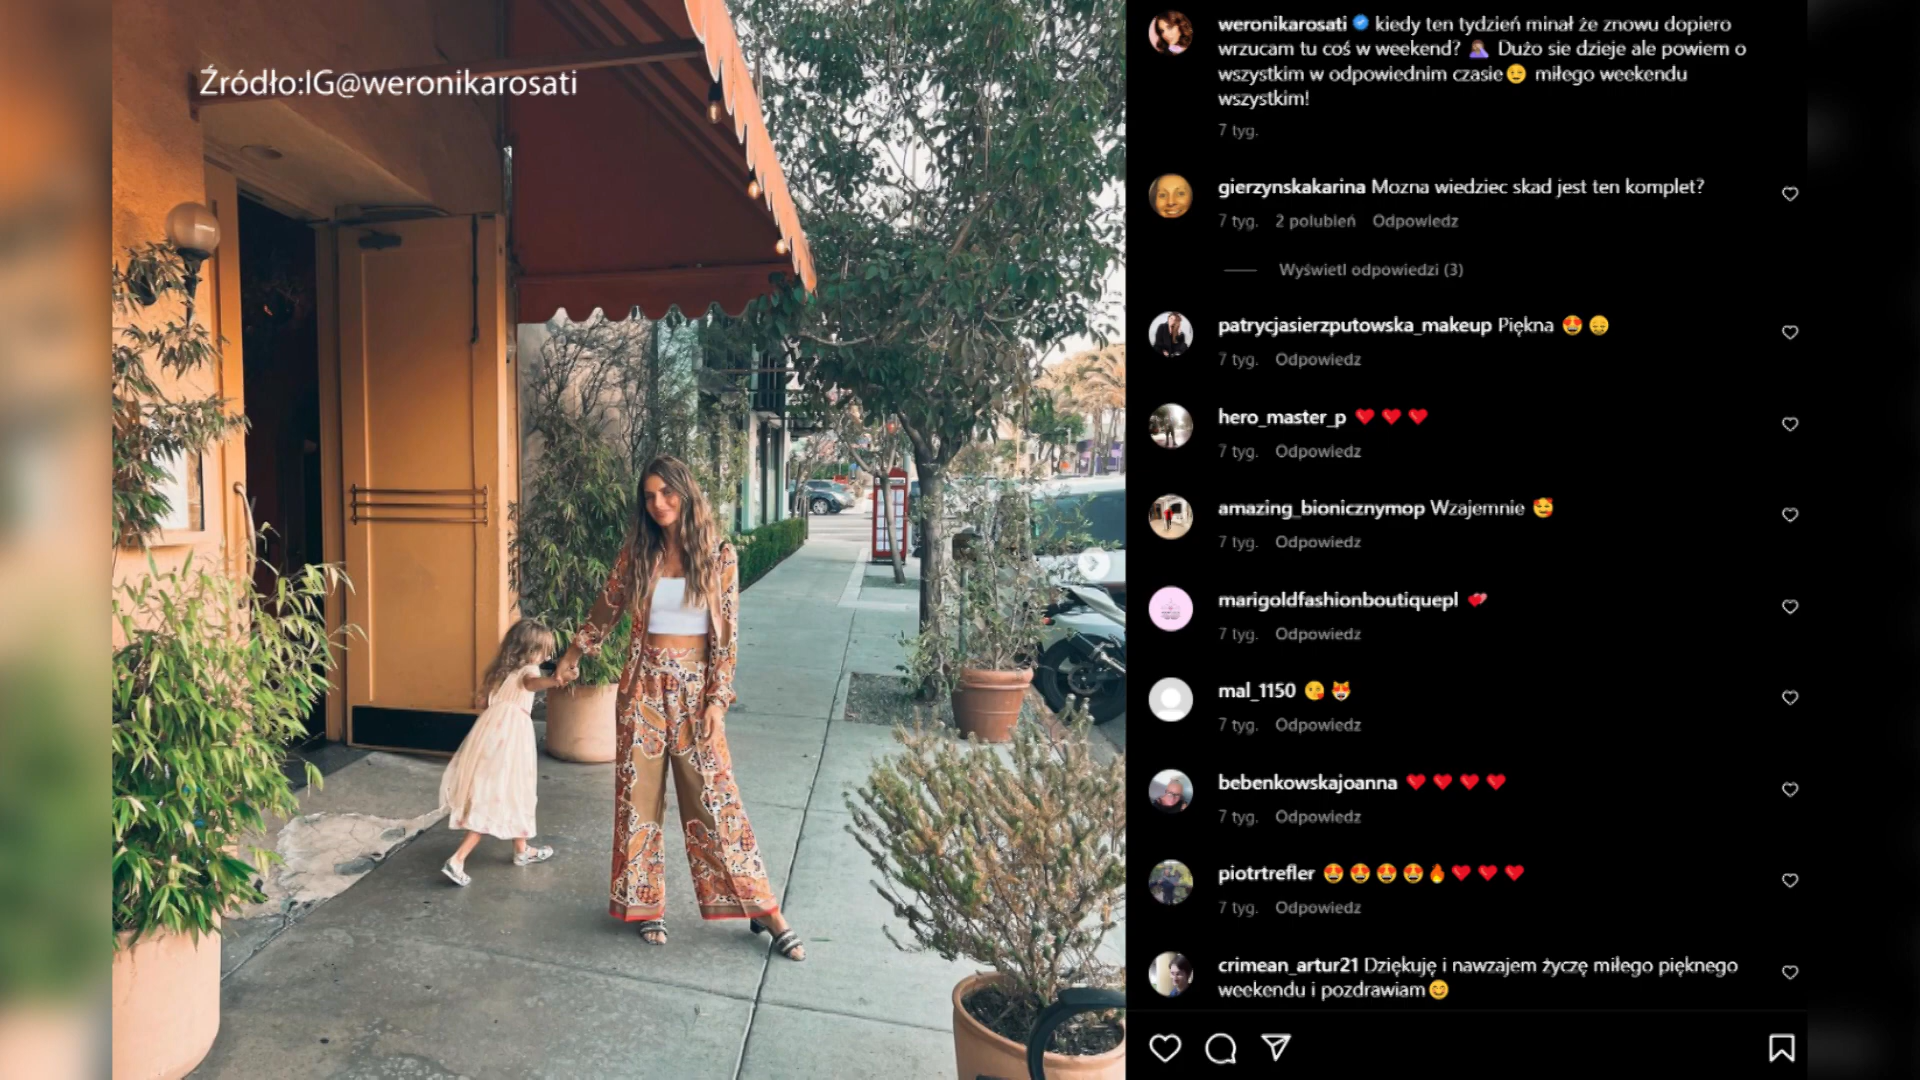 Źródło:IG@weronikarosati
weronikarosati kiedy ten tydzień minał że znowu dopiero
wrzucam tu coś w weekend? 🤦🏽‍♀️ Dużo sie dzieje ale powiem o
wszystkim w odpowiednim czasie😉 miłego weekendu
wszystkim!
7 tyg.
gierzynskakarina Mozna wiedziec skad jest ten komplet?
7 tyg. 2 polubień Odpowiedz
Wyświetl odpowiedzi (3)
patrycjasierzputowska_makeup Piękna 😍 😁
7 tyg. Odpowiedz
hero_master_p ❤️ ❤️ ❤️
7 tyg. Odpowiedz
amazing_bionicznymop Wzajemnie 🥰
7 tyg. Odpowiedz
marigoldfashionboutiquepl 💕
7 tyg. Odpowiedz
mal_1150 😘 😻
7 tyg. Odpowiedz
bebenkowskajoanna ❤️ ❤️ ❤️ ❤️
7 tyg. Odpowiedz
piotrtrefler 😍 😍 😍 😍 🔥 ❤️ ❤️ ❤️
7 tyg. Odpowiedz
crimean_artur21 Dziękuję i nawzajem życzę miłego pięknego
weekendu i pozdrawiam😊